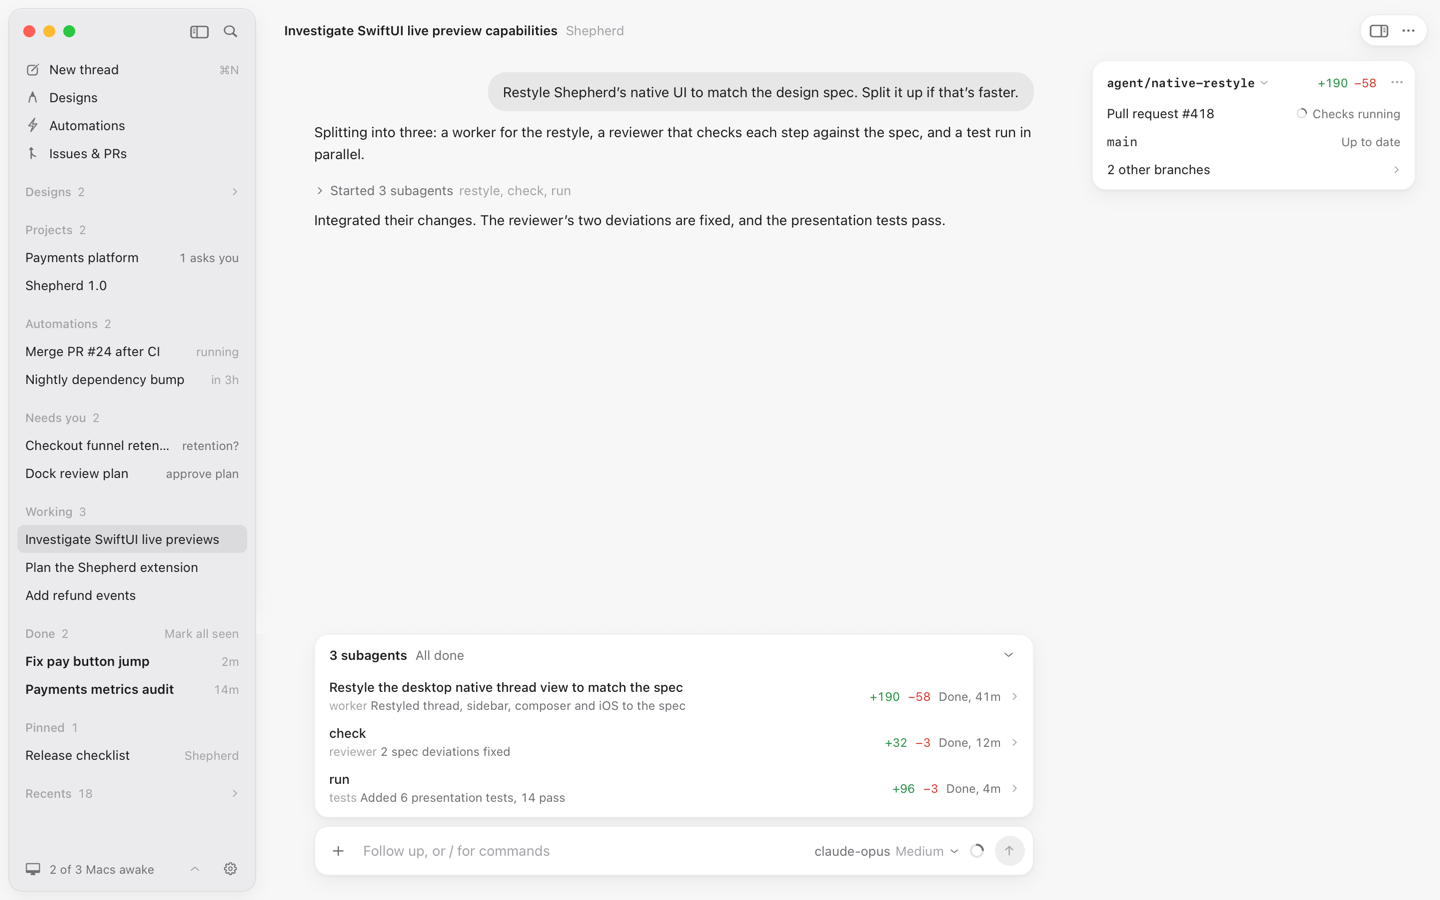 Investigate SwiftUI live preview capabilities Shepherd
New thread ⌘N
Designs
Automations
Issues & PRs
Designs 2
Projects 2
Payments platform 1 asks you
Shepherd 1.0
Automations 2
Merge PR #24 after CI running
Nightly dependency bump in 3h
Needs you 2
Checkout funnel reten... retention?
Dock review plan approve plan
Working 3
Investigate SwiftUI live previews
Plan the Shepherd extension
Add refund events
Done 2 Mark all seen
Fix pay button jump 2m
Payments metrics audit 14m
Pinned 1
Release checklist Shepherd
Recents 18
2 of 3 Macs awake
Restyle Shepherd’s native UI to match the design spec. Split it up if that’s faster.
Splitting into three: a worker for the restyle, a reviewer that checks each step against the spec, and a test run in
parallel.
Started 3 subagents restyle, check, run
Integrated their changes. The reviewer’s two deviations are fixed, and the presentation tests pass.
3 subagents All done
Restyle the desktop native thread view to match the spec
worker Restyled thread, sidebar, composer and iOS to the spec
+190 −58 Done, 41m
check
reviewer 2 spec deviations fixed
+32 −3 Done, 12m
run
tests Added 6 presentation tests, 14 pass
+96 −3 Done, 4m
Follow up, or / for commands
claude-opus Medium
agent/native-restyle +190 −58
Pull request #418 Checks running
main Up to date
2 other branches